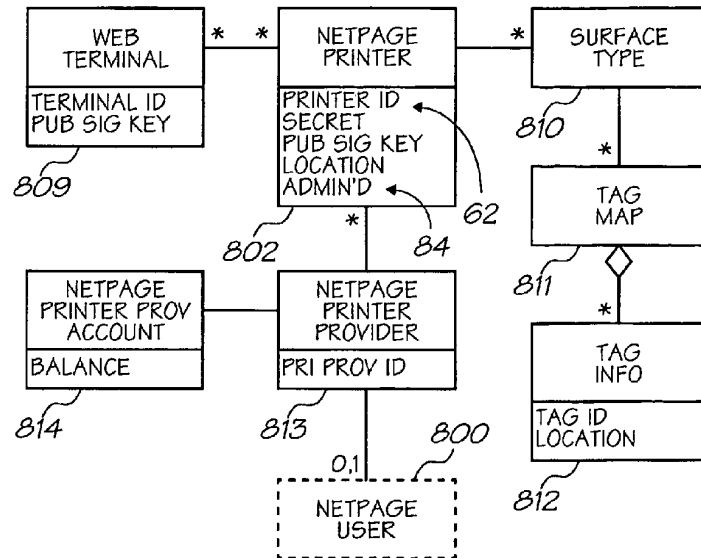 WEB
TERMINAL
TERMINAL ID
PUB SIG KEY
809
*
*
NETPAGE
PRINTER
PRINTER ID
SECRET
PUB SIG KEY
LOCATION
ADMIN'D
802
62
84
*
*
SURFACE
TYPE
810
*
TAG
MAP
811
*
TAG
INFO
TAG ID
LOCATION
812
NETPAGE
PRINTER PROV
ACCOUNT
BALANCE
814
NETPAGE
PRINTER
PROVIDER
PRI PROV ID
813
800
0,1
NETPAGE
USER